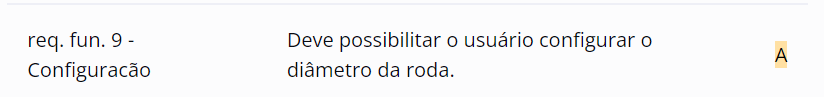 req. fun. 9 -
Configuracão
Deve possibilitar o usuário configurar o
diâmetro da roda.
A